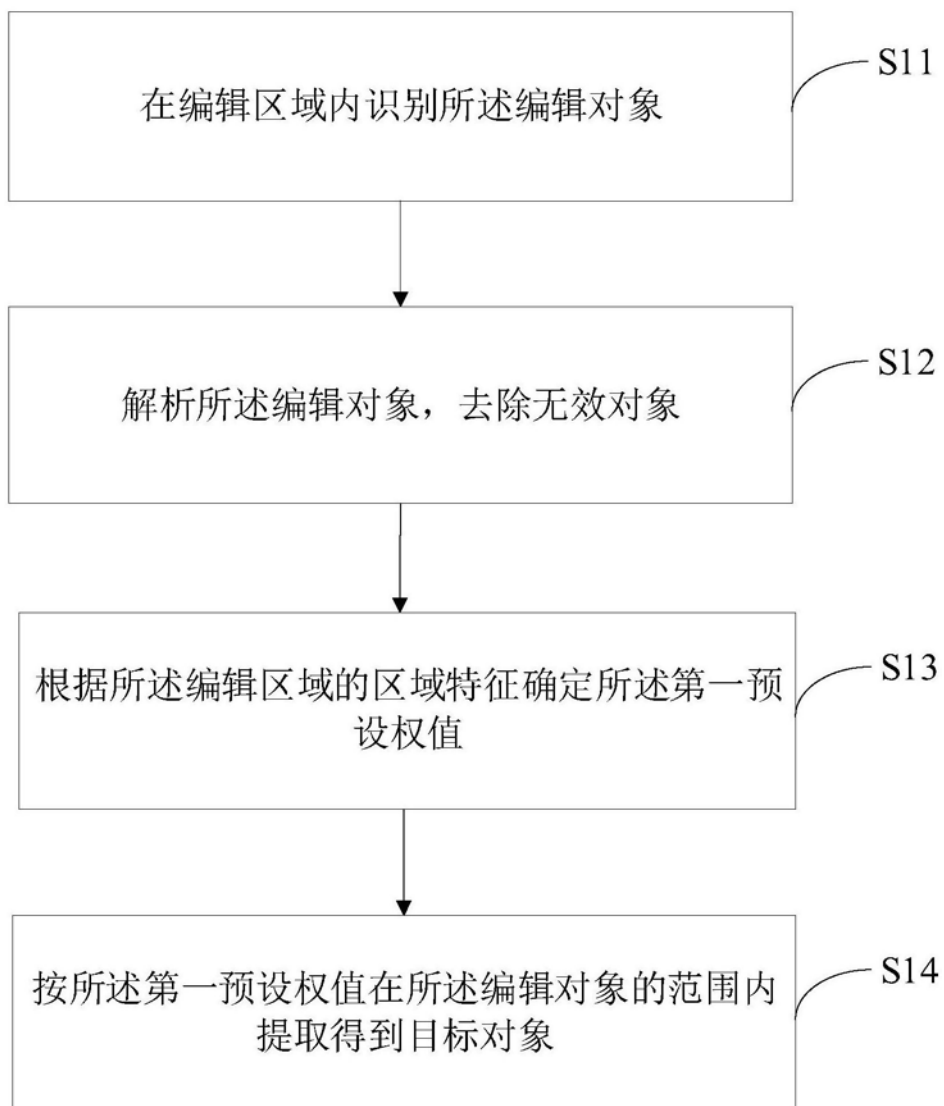 在编辑区域内识别所述编辑对象
S11
解析所述编辑对象，去除无效对象
S12
根据所述编辑区域的区域特征确定所述第一预
设权值
S13
按所述第一预设权值在所述编辑对象的范围内
提取得到目标对象
S14